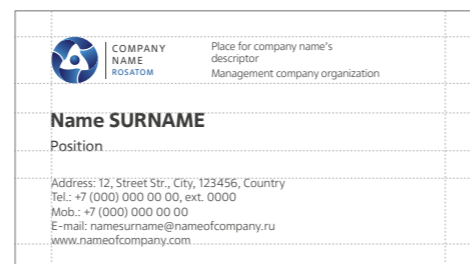 COMPANY
NAME
ROSATOM
Place for company name's
descriptor
Management company organization
Name SURNAME
Position
Address: 12, Street Str., City, 123456, Country
Tel.: +7 (000) 000 00 00, ext. 0000
Mob.: +7 (000) 000 00 00
E-mail: namesurname@nameofcompany.ru
www.nameofcompany.com